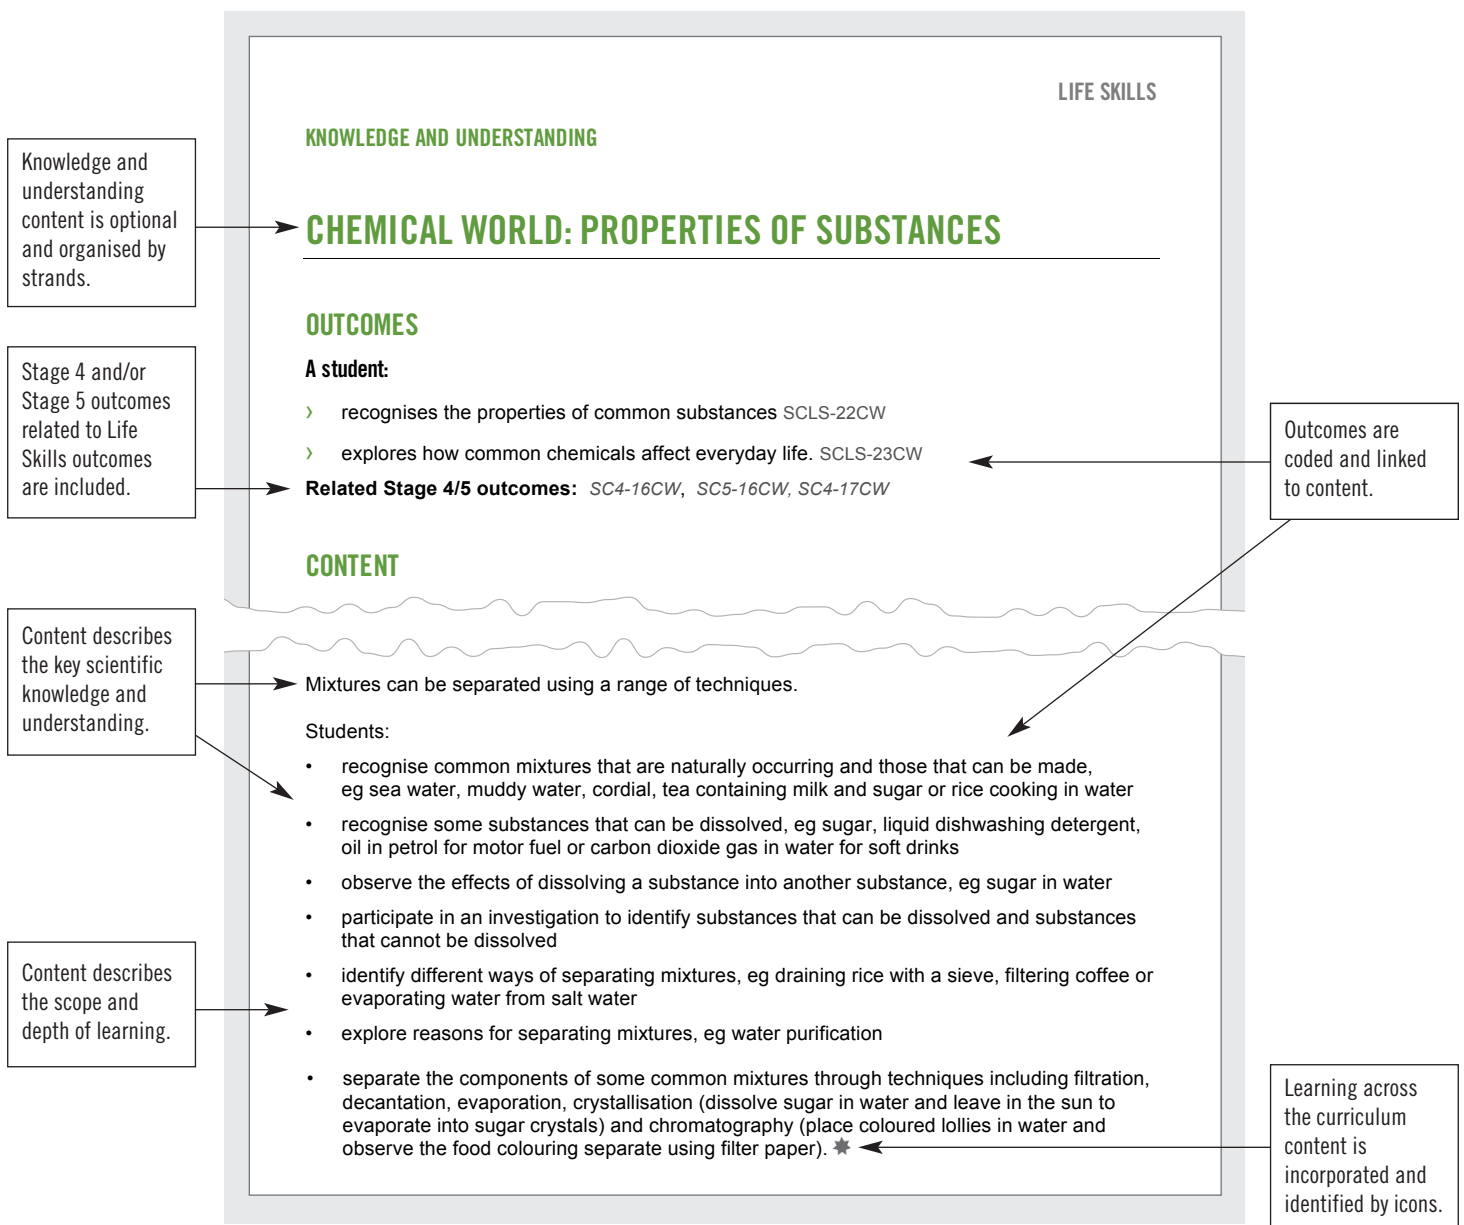 LIFE SKILLS
KNOWLEDGE AND UNDERSTANDING
Knowledge and
understanding
content is optional
and organised by
strands.
CHEMICAL WORLD: PROPERTIES OF SUBSTANCES
OUTCOMES
A student:
› recognises the properties of common substances SCLS-22CW
› explores how common chemicals affect everyday life. SCLS-23CW
Related Stage 4/5 outcomes: SC4-16CW, SC5-16CW, SC4-17CW
Stage 4 and/or
Stage 5 outcomes
related to Life
Skills outcomes
are included.
Outcomes are
coded and linked
to content.
CONTENT
Content describes
the key scientific
knowledge and
understanding.
Mixtures can be separated using a range of techniques.
Students:
• recognise common mixtures that are naturally occurring and those that can be made,
eg sea water, muddy water, cordial, tea containing milk and sugar or rice cooking in water
• recognise some substances that can be dissolved, eg sugar, liquid dishwashing detergent,
oil in petrol for motor fuel or carbon dioxide gas in water for soft drinks
• observe the effects of dissolving a substance into another substance, eg sugar in water
• participate in an investigation to identify substances that can be dissolved and substances
that cannot be dissolved
• identify different ways of separating mixtures, eg draining rice with a sieve, filtering coffee or
evaporating water from salt water
• explore reasons for separating mixtures, eg water purification
• separate the components of some common mixtures through techniques including filtration,
decantation, evaporation, crystallisation (dissolve sugar in water and leave in the sun to
evaporate into sugar crystals) and chromatography (place coloured lollies in water and
observe the food colouring separate using filter paper).
Content describes
the scope and
depth of learning.
Learning across
the curriculum
content is
incorporated and
identified by icons.